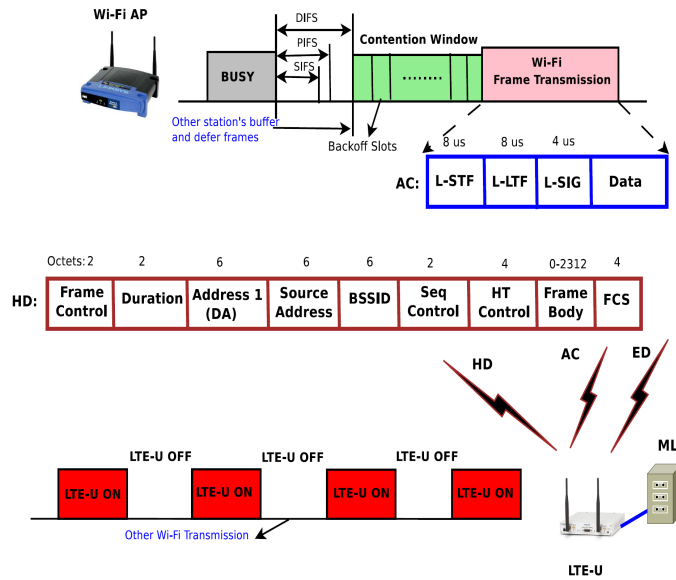 Wi-Fi AP
DIFS
PIFS
SIFS
Contention Window
BUSY
........
Wi-Fi
Frame Transmission
Other station's buffer
and defer frames
Backoff Slots
8 us 8 us 4 us
AC: L-STF L-LTF L-SIG Data
Octets: 2 2 6 6 6 2 4 0-2312 4
HD: Frame Control Duration Address 1 (DA) Source Address BSSID Seq Control HT Control Frame Body FCS
HD AC ED
LTE-U OFF LTE-U OFF LTE-U OFF
ML
LTE-U ON LTE-U ON LTE-U ON LTE-U ON
Other Wi-Fi Transmission
LTE-U